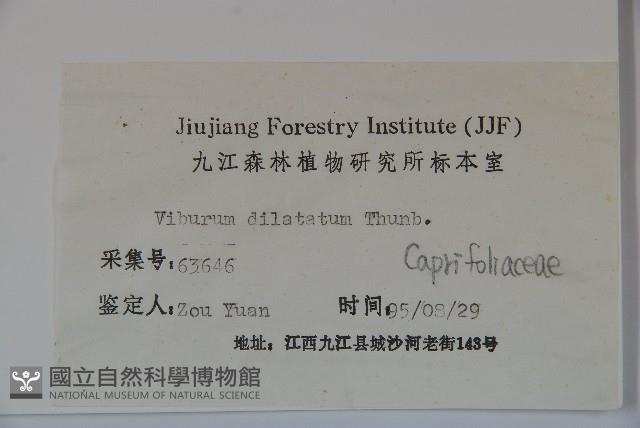 Jiujiang Forestry Institute (JJF)
九江森林植物研究所标本室
Viburum dilatatum Thunb.
采集号:63646
Caprifoliaceae
鉴定人:Zou Yuan 时间:95/08/29
地址:江西九江县城沙河老街143号
國立自然科學博物館
NATIONAL MUSEUM OF NATURAL SCIENCE